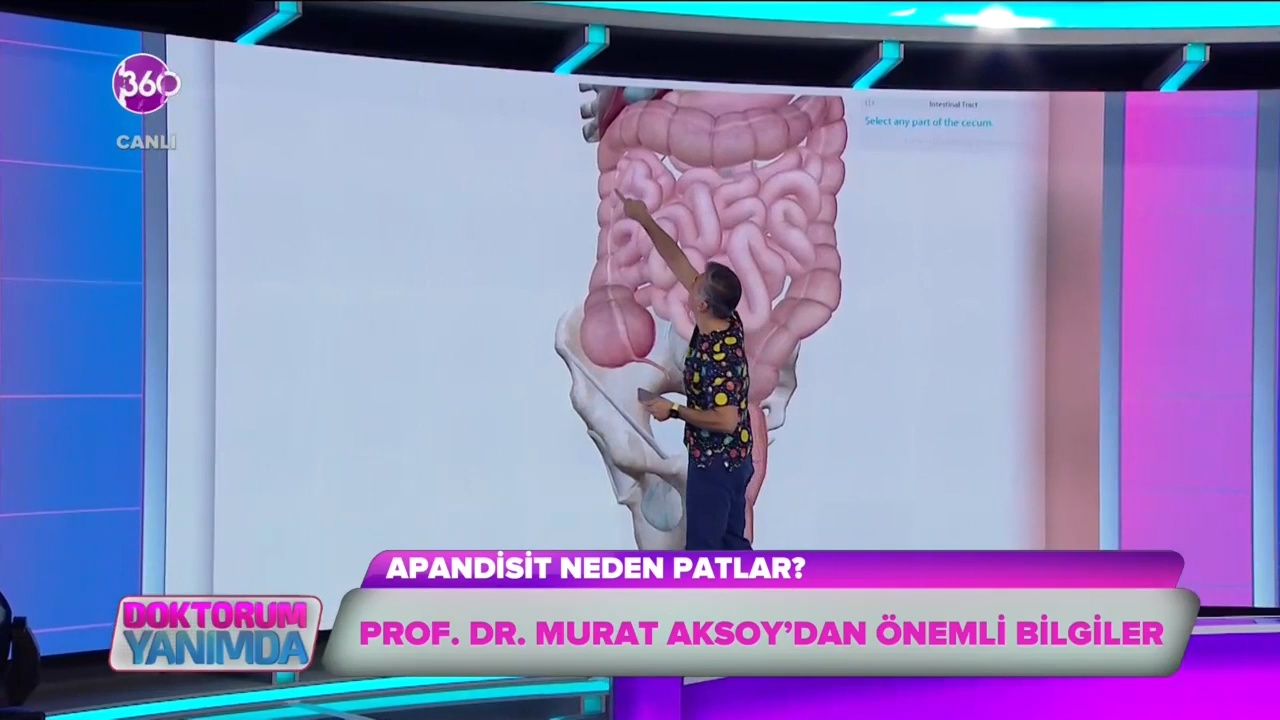 360
CANLI
Intestinal Tract
Select any part of the cecum.
APANDİSİT NEDEN PATLAR?
DOKTORUM
YANIMDA
PROF. DR. MURAT AKSOY’DAN ÖNEMLİ BİLGİLER